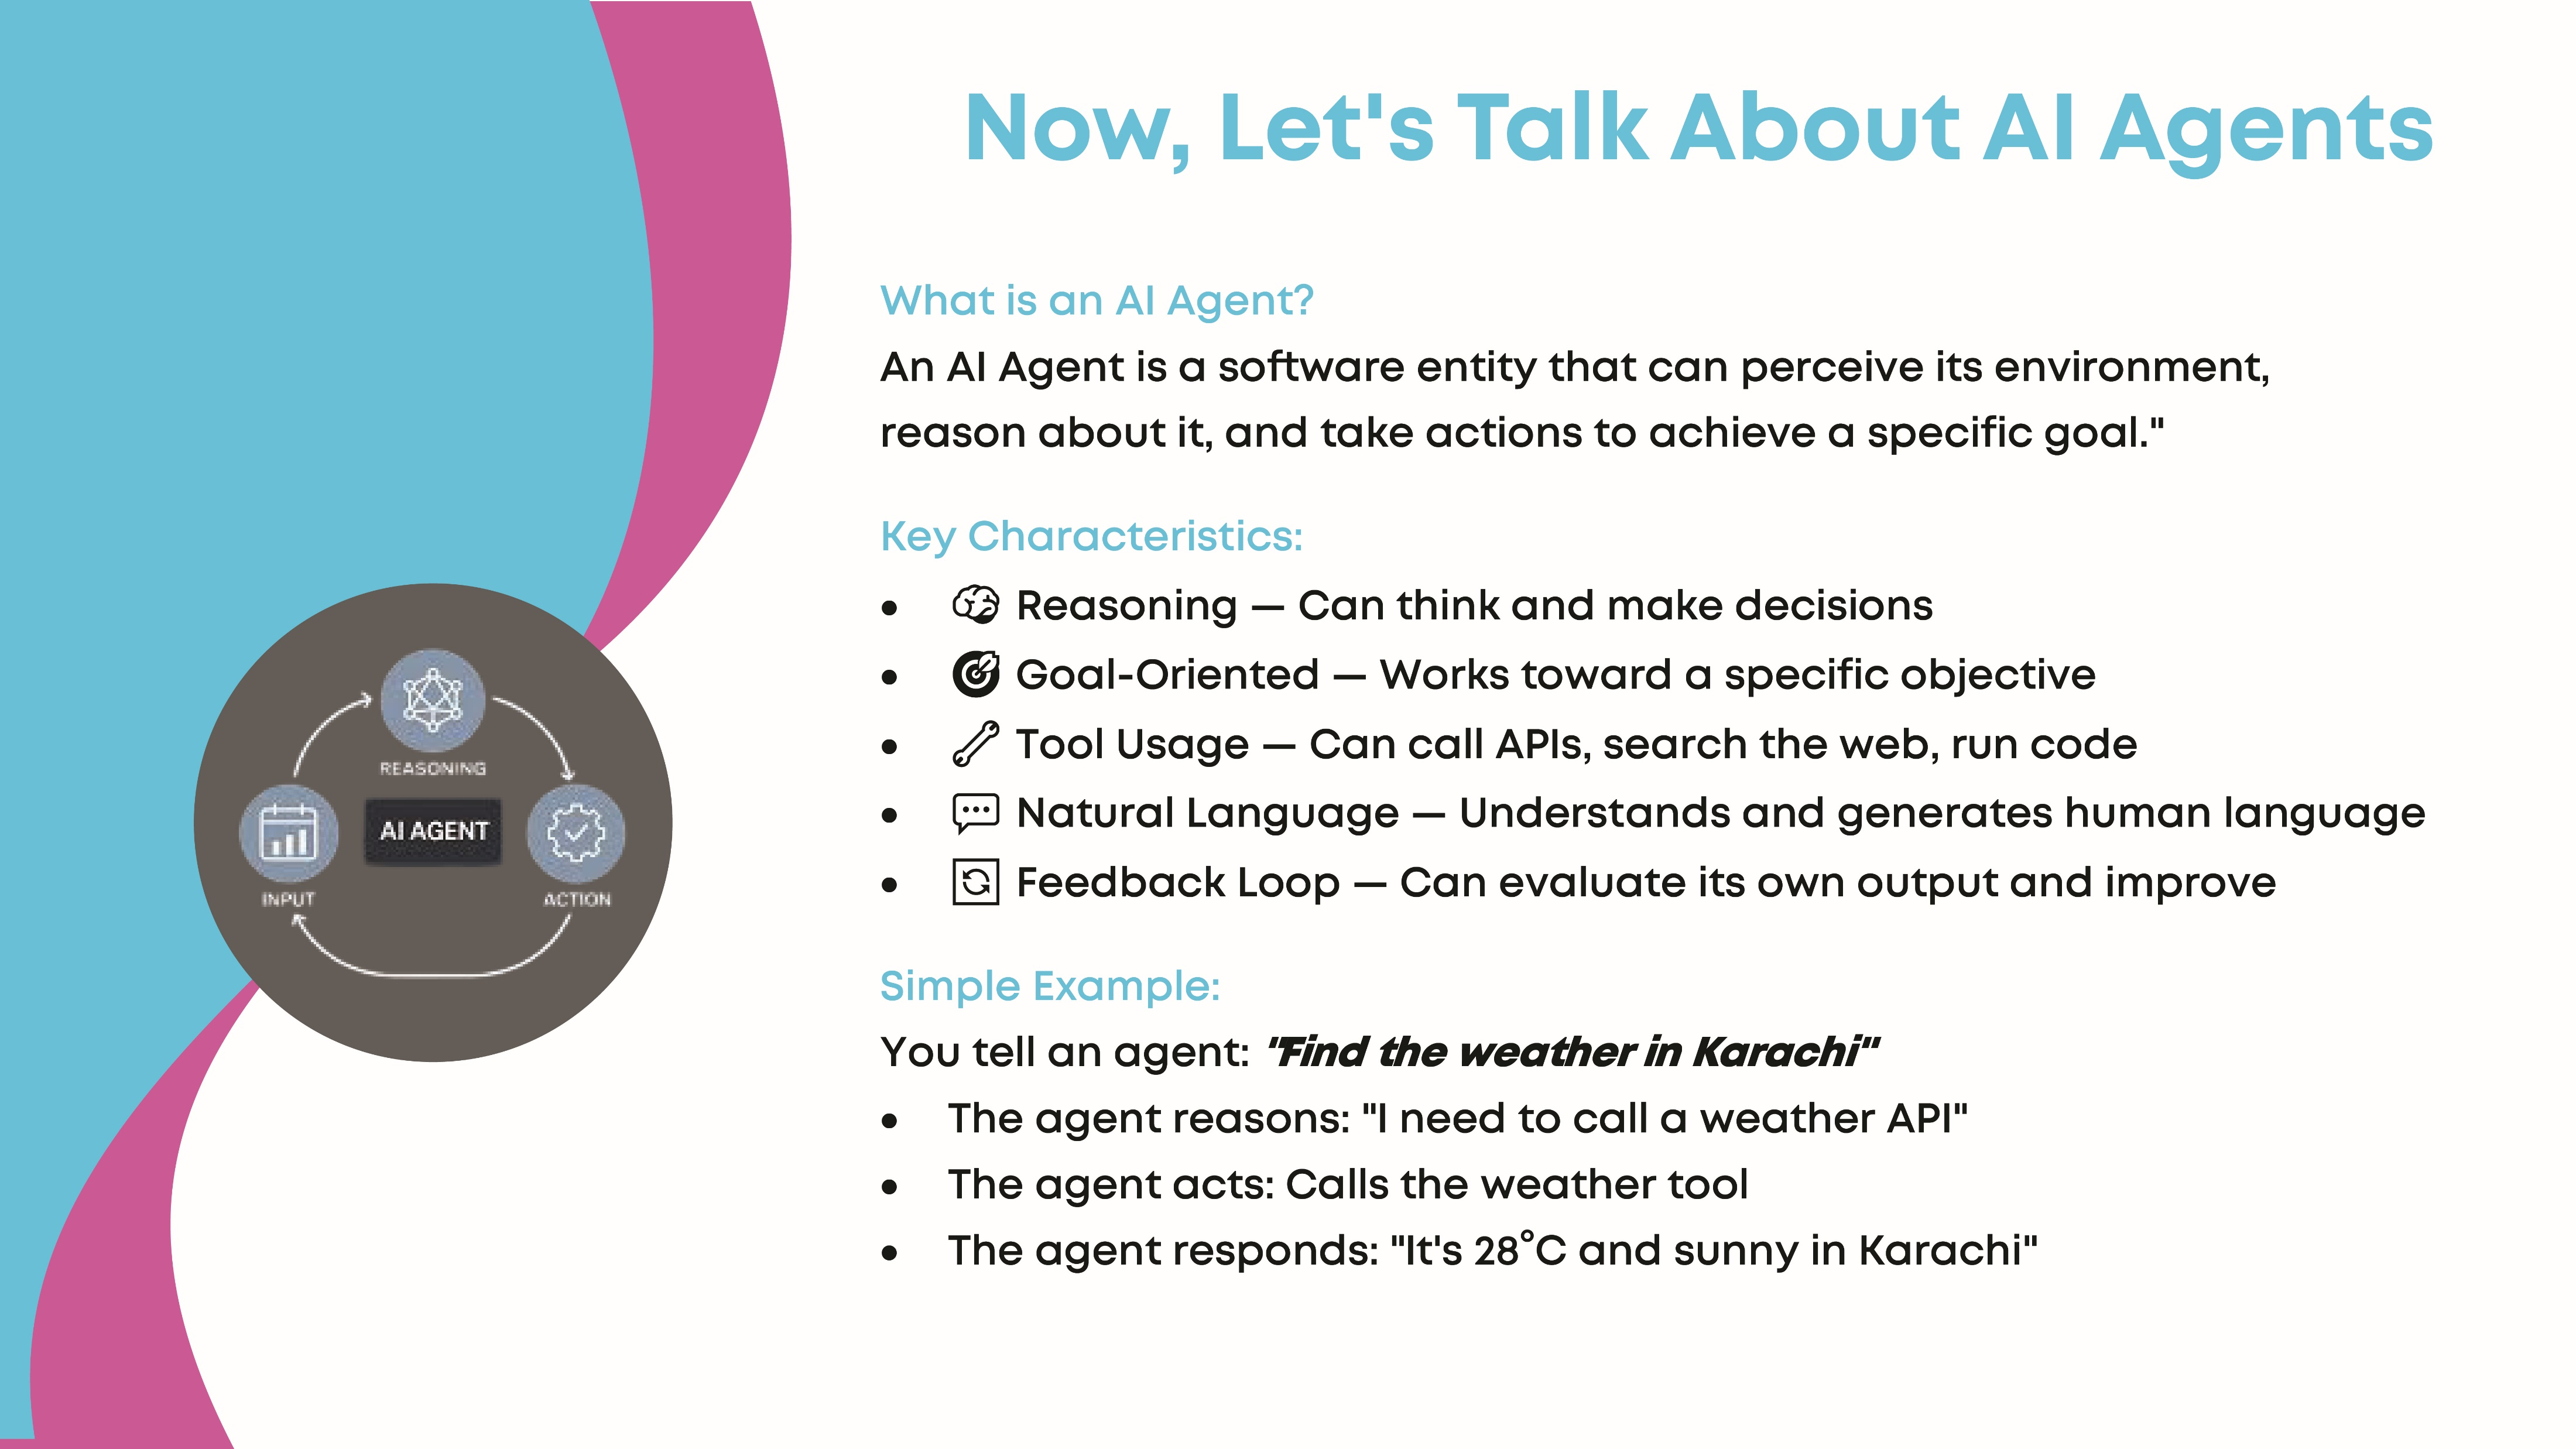 Now, Let's Talk About AI Agents
What is an AI Agent?
An AI Agent is a software entity that can perceive its environment,
reason about it, and take actions to achieve a specific goal."
Key Characteristics:
• 🧠 Reasoning — Can think and make decisions
• 🎯 Goal-Oriented — Works toward a specific objective
• 🔧 Tool Usage — Can call APIs, search the web, run code
• 💬 Natural Language — Understands and generates human language
• 🔄 Feedback Loop — Can evaluate its own output and improve
Simple Example:
You tell an agent: "Find the weather in Karachi"
• The agent reasons: "I need to call a weather API"
• The agent acts: Calls the weather tool
• The agent responds: "It's 28°C and sunny in Karachi"
REASONING
AI AGENT
INPUT
ACTION